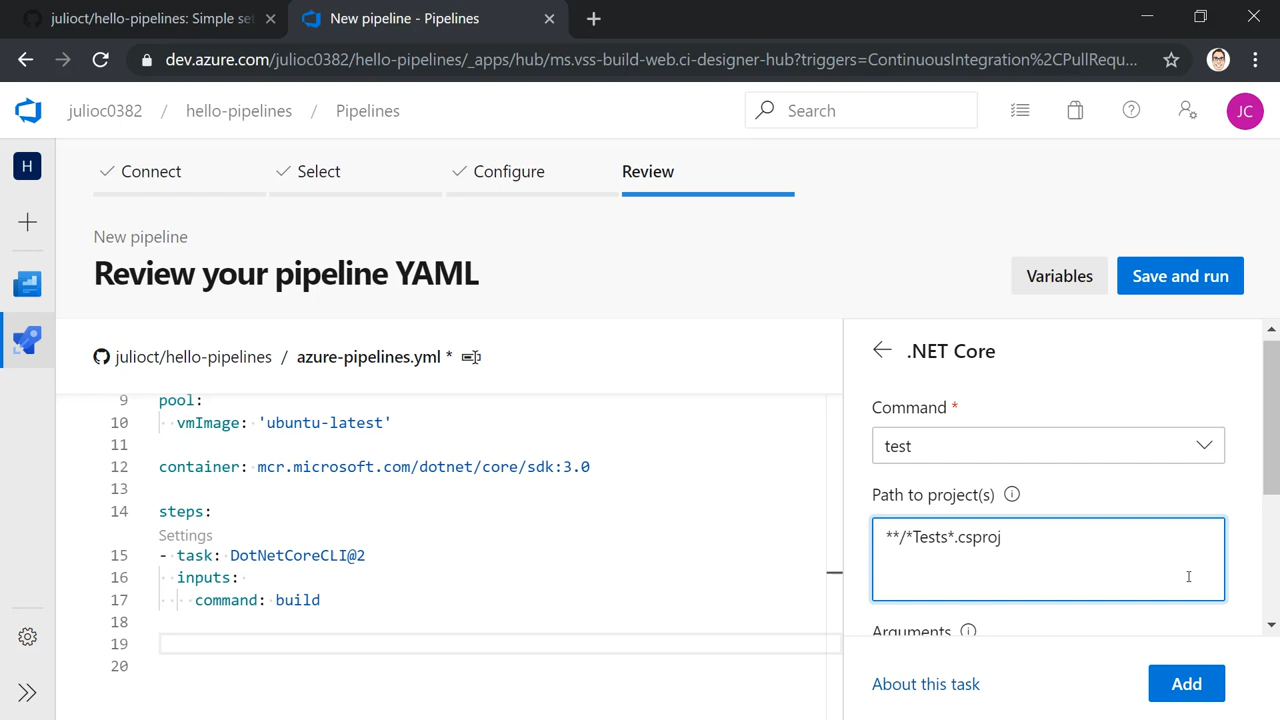 julioct/hello-pipelines: Simple se
New pipeline - Pipelines
dev.azure.com/julioc0382/hello-pipelines/_apps/hub/ms.vss-build-web.ci-designer-hub?triggers=ContinuousIntegration%2CPullRequ...
julioc0382 / hello-pipelines / Pipelines
Search
JC
H
Connect
Select
Configure
Review
New pipeline
Review your pipeline YAML
Variables
Save and run
julioct/hello-pipelines / azure-pipelines.yml *
9 pool:
10 vmImage: 'ubuntu-latest'
11
12 container: mcr.microsoft.com/dotnet/core/sdk:3.0
13
14 steps:
Settings
15 - task: DotNetCoreCLI@2
16 inputs:
17 command: build
18
19
20
.NET Core
Command *
test
Path to project(s)
**/*Tests*.csproj
Arguments
About this task
Add